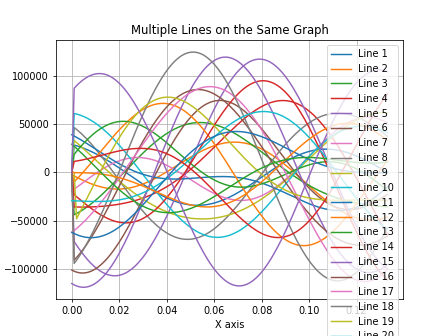 Multiple Lines on the Same Graph
100000
50000
0
−50000
−100000
0.00
0.02
0.04
0.06
0.08
0.10
X axis
Line 1
Line 2
Line 3
Line 4
Line 5
Line 6
Line 7
Line 8
Line 9
Line 10
Line 11
Line 12
Line 13
Line 14
Line 15
Line 16
Line 17
Line 18
Line 19
Line 20